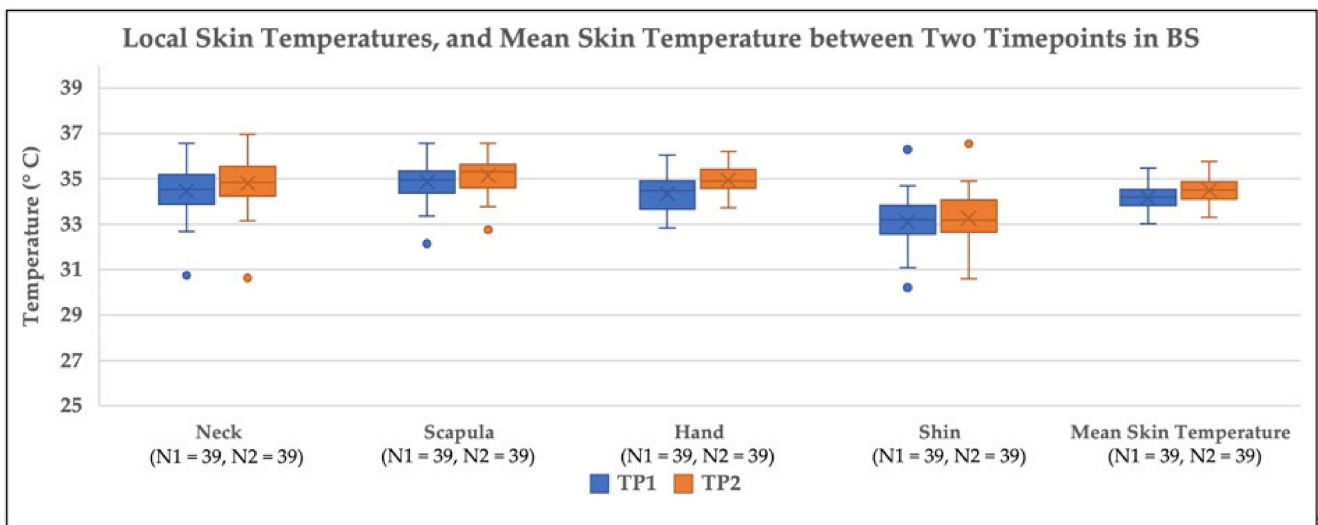 Local Skin Temperatures, and Mean Skin Temperature between Two Timepoints in BS
Temperature (° C)
39
37
35
33
31
29
27
25
Neck
(N1 = 39, N2 = 39)
Scapula
(N1 = 39, N2 = 39)
Hand
(N1 = 39, N2 = 39)
Shin
(N1 = 39, N2 = 39)
Mean Skin Temperature
(N1 = 39, N2 = 39)
TP1 TP2